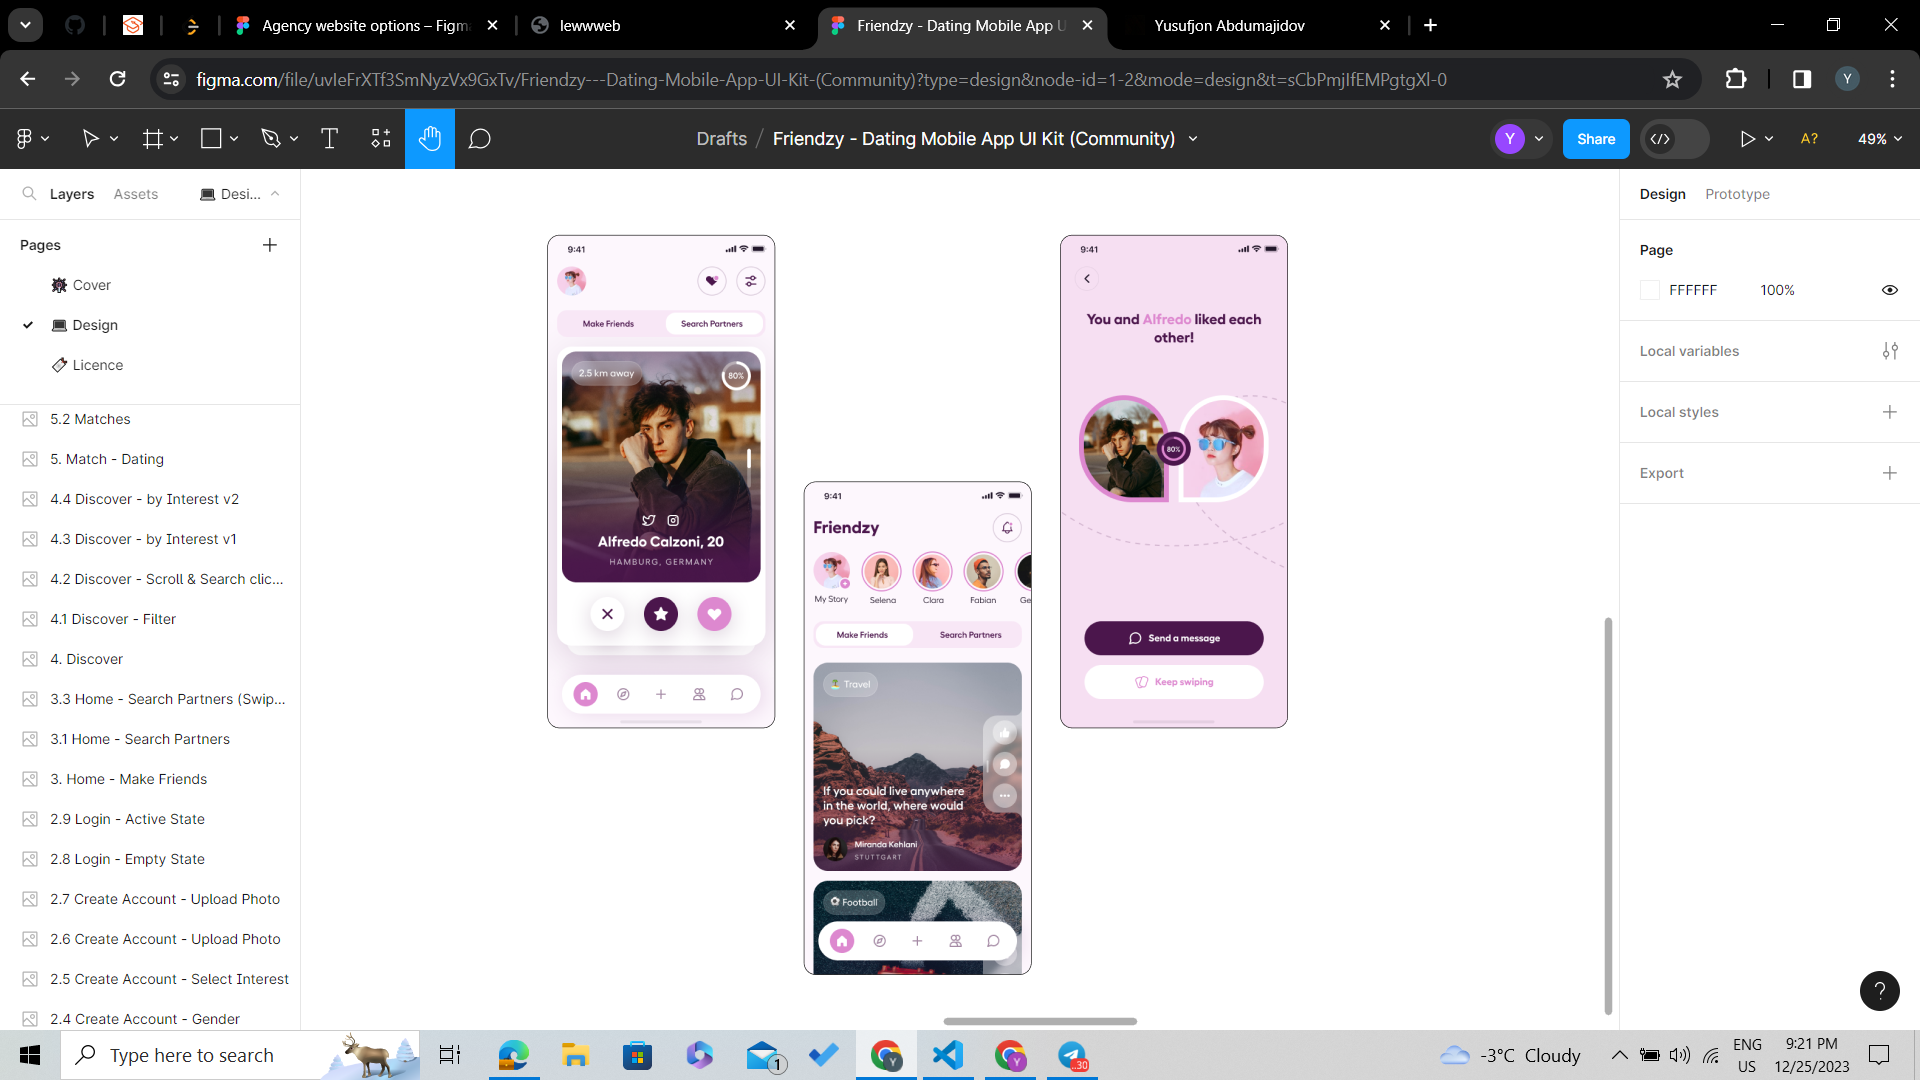 Agency website options – Figma
lewwweb
Friendzy - Dating Mobile App U
Yusufjon Abdumajidov
figma.com/file/uvIeFrXTf3SmNyzVx9GxTv/Friendzy---Dating-Mobile-App-UI-Kit-(Community)?type=design&node-id=1-2&mode=design&t=sCbPmjIfEMPgtgXl-0
Y
Drafts / Friendzy - Dating Mobile App UI Kit (Community)
Y
Share
A?
49%
Layers
Assets
Desi...
Pages
Cover
Design
Licence
5.2 Matches
5. Match - Dating
4.4 Discover - by Interest v2
4.3 Discover - by Interest v1
4.2 Discover - Scroll & Search clic...
4.1 Discover - Filter
4. Discover
3.3 Home - Search Partners (Swip...
3.1 Home - Search Partners
3. Home - Make Friends
2.9 Login - Active State
2.8 Login - Empty State
2.7 Create Account - Upload Photo
2.6 Create Account - Upload Photo
2.5 Create Account - Select Interest
2.4 Create Account - Gender
9:41
Make Friends
Search Partners
2.5 km away
80%
Alfredo Calzoni, 20
HAMBURG, GERMANY
9:41
Friendzy
My Story
Selena
Clara
Fabian
Ge
Make Friends
Search Partners
Travel
If you could live anywhere
in the world, where would
you pick?
Miranda Kehlani
STUTTGART
Football
9:41
You and Alfredo liked each
other!
80%
Send a message
Keep swiping
Design
Prototype
Page
FFFFFF
100%
Local variables
Local styles
Export
?
Type here to search
1
..30
-3°C Cloudy
ENG
US
9:21 PM
12/25/2023